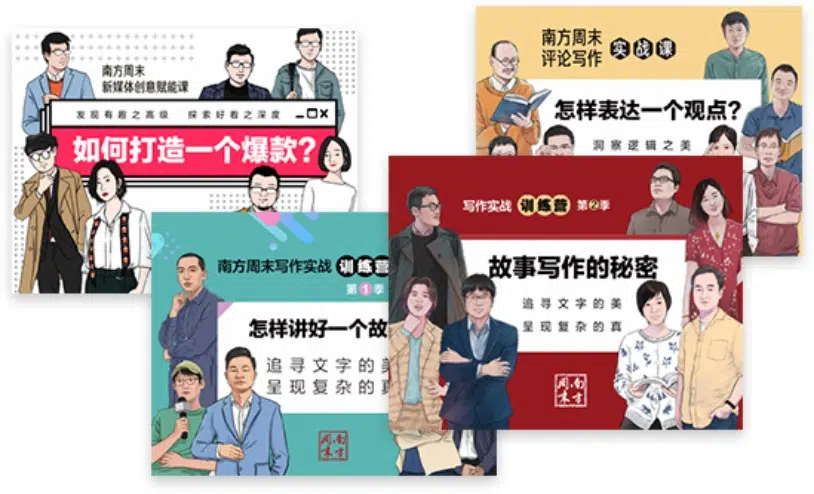 南方周末
新媒体创意赋能课
发现有趣之高级 探索好看之深度
如何打造一个爆款?
南方周末
评论写作 实战课
怎样表达一个观点?
洞察逻辑之美
南方周末写作实战 训练营
第1季
怎样讲好一个故
追寻文字的美
呈现复杂的真
南方周末
写作实战 训练营 第2季
故事写作的秘密
追寻文字的美
呈现复杂的真
南方周末